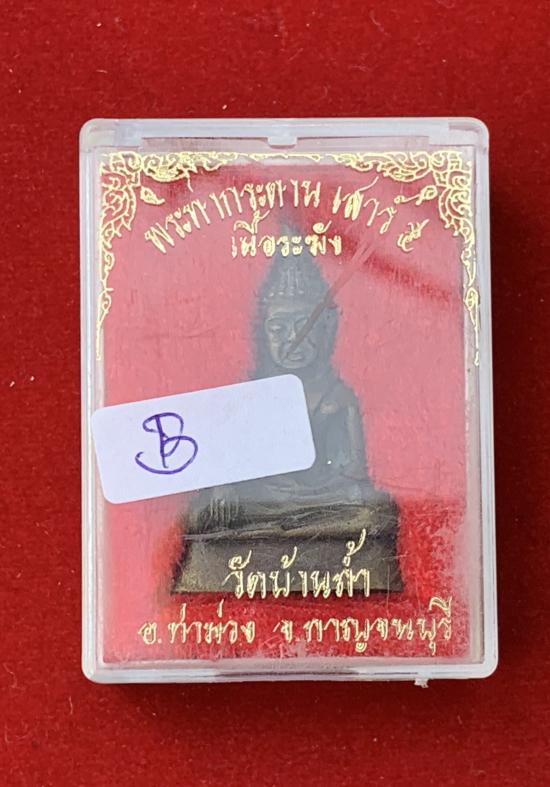 พระท่ากระดาน เสาร์ ๕
เนื้อระฆัง
B
วัดบ้านถ้ำ
อ.ท่าม่วง จ.กาญจนบุรี